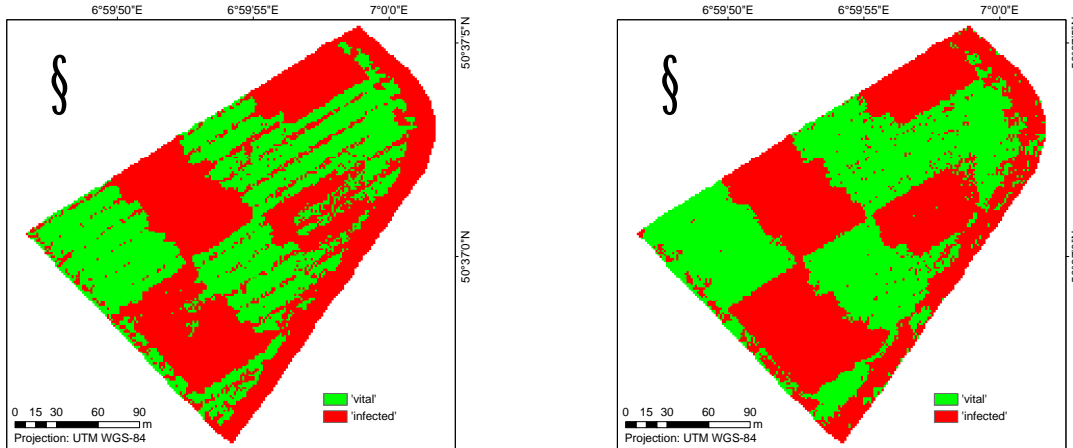 6°59'50"E 6°59'55"E 7°0'0"E
50°37'5"N
§
50°37'0"N
'vital'
'infected'
0 15 30 60 90
m
Projection: UTM WGS-84
6°59'50"E 6°59'55"E 7°0'0"E
§
'vital'
'infected'
0 15 30 60 90
m
Projection: UTM WGS-84